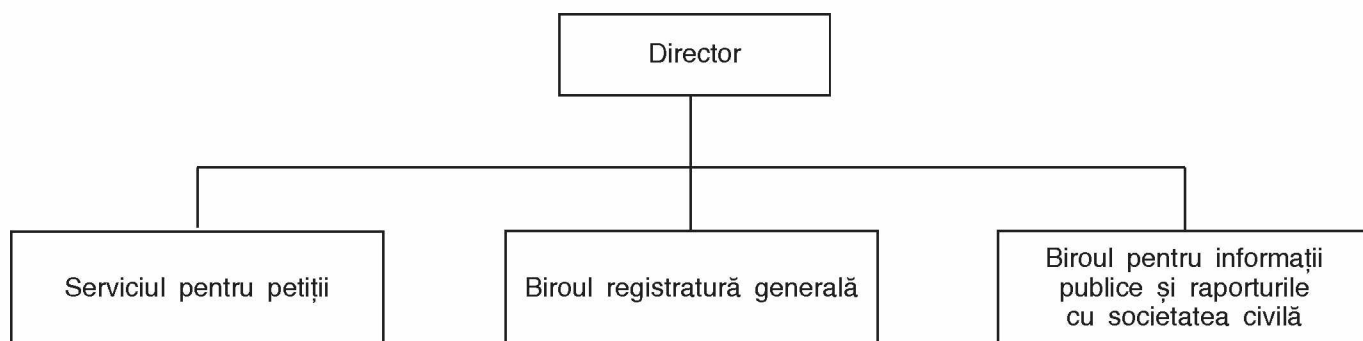 Director
Serviciul pentru petiții
Biroul registratură generală
Biroul pentru informații
publice și raporturile
cu societatea civilă